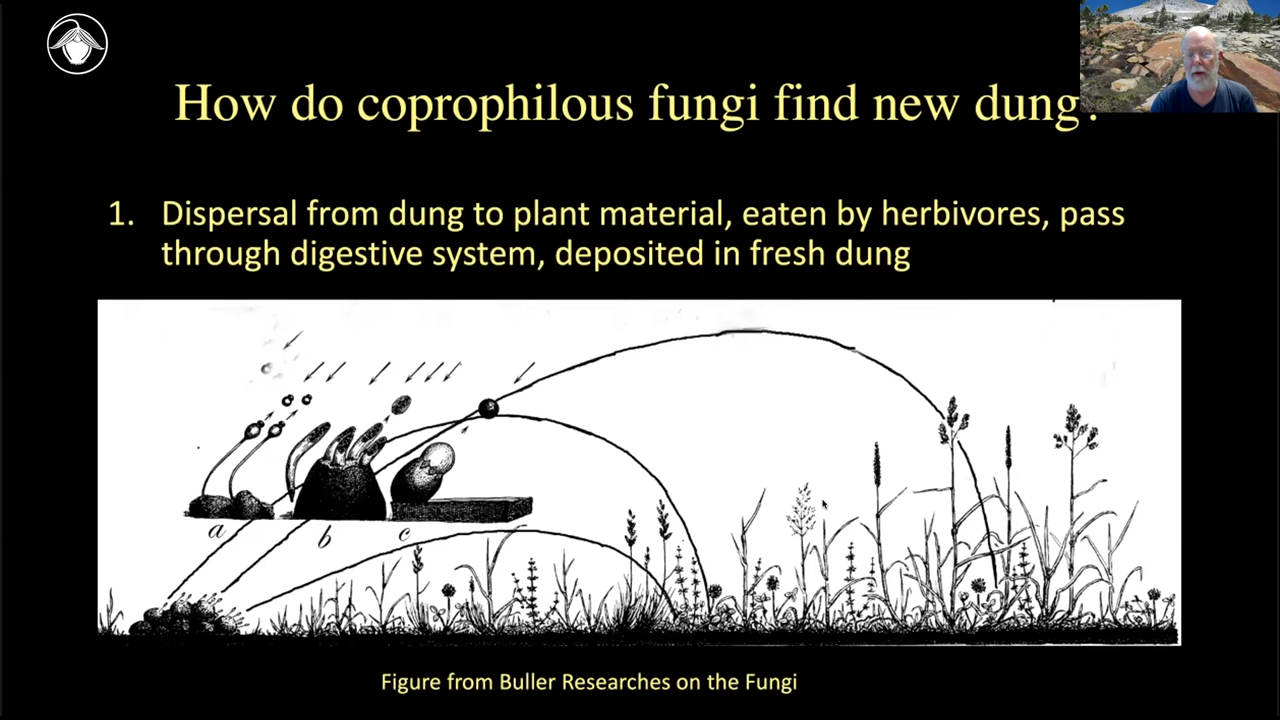 How do coprophilous fungi find new dung?
1. Dispersal from dung to plant material, eaten by herbivores, pass
through digestive system, deposited in fresh dung
a
b
c
Figure from Buller Researches on the Fungi